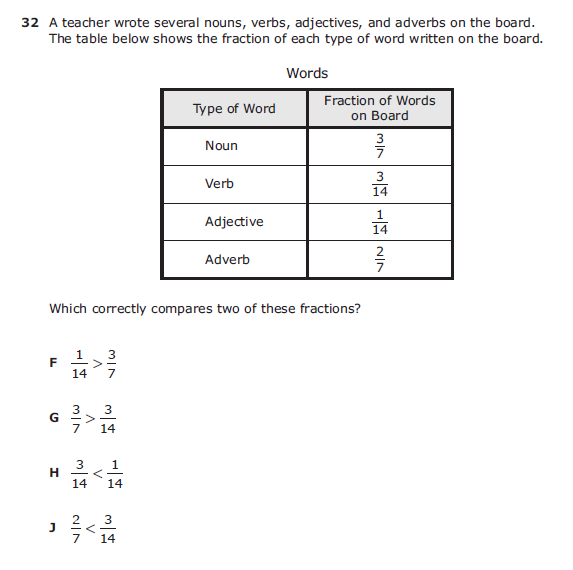 32 A teacher wrote several nouns, verbs, adjectives, and adverbs on the board.
The table below shows the fraction of each type of word written on the board.
Words
Type of Word | Fraction of Words on Board
Noun | 3/7
Verb | 3/14
Adjective | 1/14
Adverb | 2/7
Which correctly compares two of these fractions?
F 1/14 > 3/7
G 3/7 > 3/14
H 3/14 < 1/14
J 2/7 < 3/14